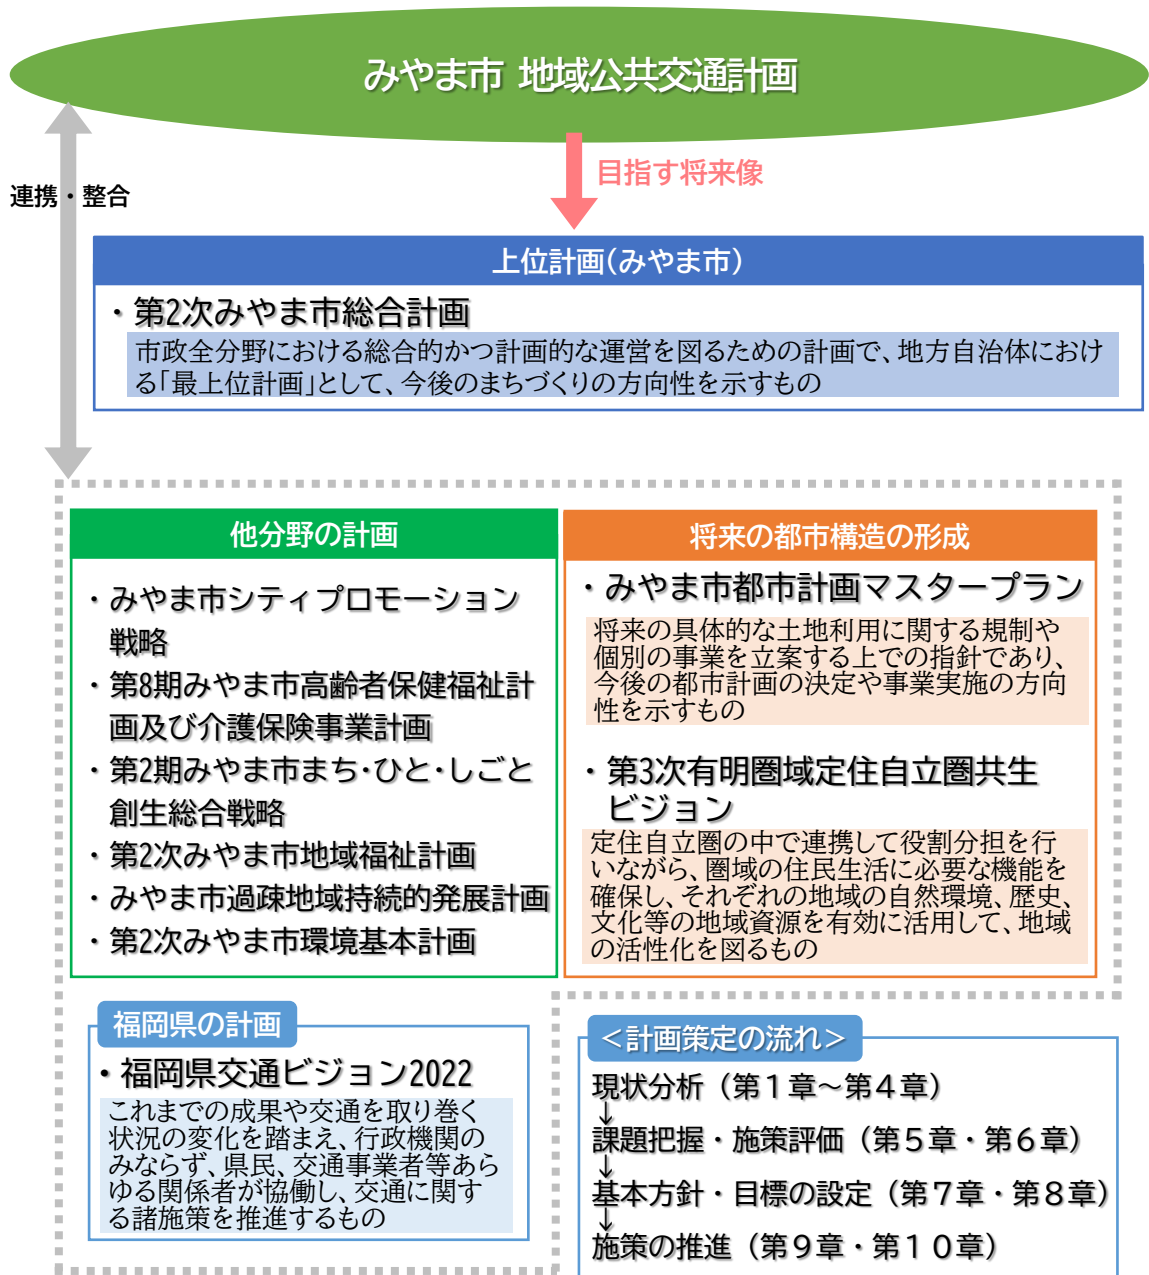 みやま市 地域公共交通計画
目指す将来像
連携・整合
上位計画(みやま市)
・第2次みやま市総合計画
市政全分野における総合的かつ計画的な運営を図るための計画で、地方自治体におけ
る「最上位計画」として、今後のまちづくりの方向性を示すもの
他分野の計画
・みやま市シティプロモーション
戦略
・第8期みやま市高齢者保健福祉計
画及び介護保険事業計画
・第2期みやま市まち・ひと・しごと
創生総合戦略
・第2次みやま市地域福祉計画
・みやま市過疎地域持続的発展計画
・第2次みやま市環境基本計画
将来の都市構造の形成
・みやま市都市計画マスタープラン
将来の具体的な土地利用に関する規制や
個別の事業を立案する上での指針であり、
今後の都市計画の決定や事業実施の方向
性を示すもの
・第3次有明圏域定住自立圏共生
ビジョン
定住自立圏の中で連携して役割分担を行
いながら、圏域の住民生活に必要な機能を
確保し、それぞれの地域の自然環境、歴史、
文化等の地域資源を有効に活用して、地域
の活性化を図るもの
福岡県の計画
・福岡県交通ビジョン2022
これまでの成果や交通を取り巻く
状況の変化を踏まえ、行政機関の
みならず、県民、交通事業者等あら
ゆる関係者が協働し、交通に関す
る諸施策を推進するもの
＜計画策定の流れ＞
現状分析（第１章～第４章）
↓
課題把握・施策評価（第５章・第６章）
↓
基本方針・目標の設定（第７章・第８章）
↓
施策の推進（第９章・第１０章）